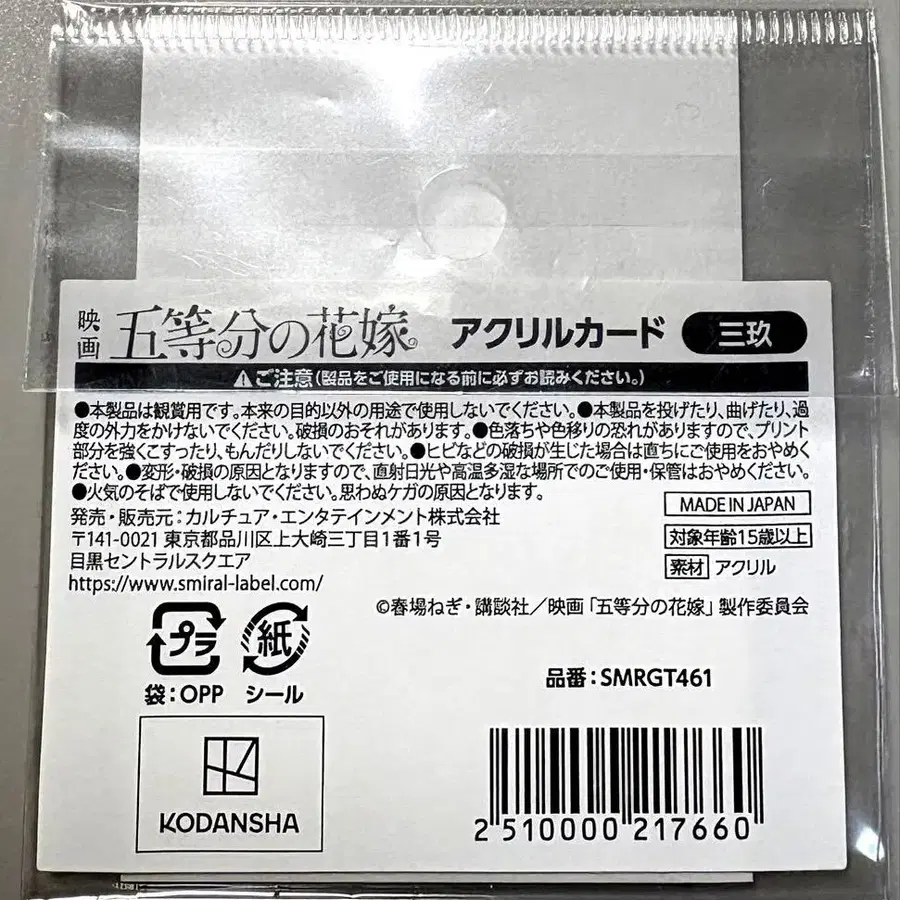 映画 五等分の花嫁 アクリルカード 三玖
⚠ご注意(製品をご使用になる前に必ずお読みください。)
●本製品は観賞用です。本来の目的以外の用途で使用しないでください。●本製品を投げたり、曲げたり、過
度の外力をかけないでください。破損のおそれがあります。●色落ちや色移りの恐れがありますので、プリント
部分を強くこすったり、もんだりしないでください。●ヒビなどの破損が生じた場合は直ちにご使用をおやめく
ださい。●変形・破損の原因となりますので、直射日光や高温多湿な場所でのご使用・保管はおやめください。
●火気のそばで使用しないでください。思わぬケガの原因となります。
発売・販売元:カルチュア・エンタテインメント株式会社
〒141-0021 東京都品川区上大崎三丁目1番1号
目黒セントラルスクエア
https://www.smiral-label.com/
MADE IN JAPAN
対象年齢15歳以上
素材 アクリル
©春場ねぎ・講談社/映画「五等分の花嫁」製作委員会
プラ 紙
袋:OPP シール
品番:SMRGT461
KODANSHA
2 510000 217660